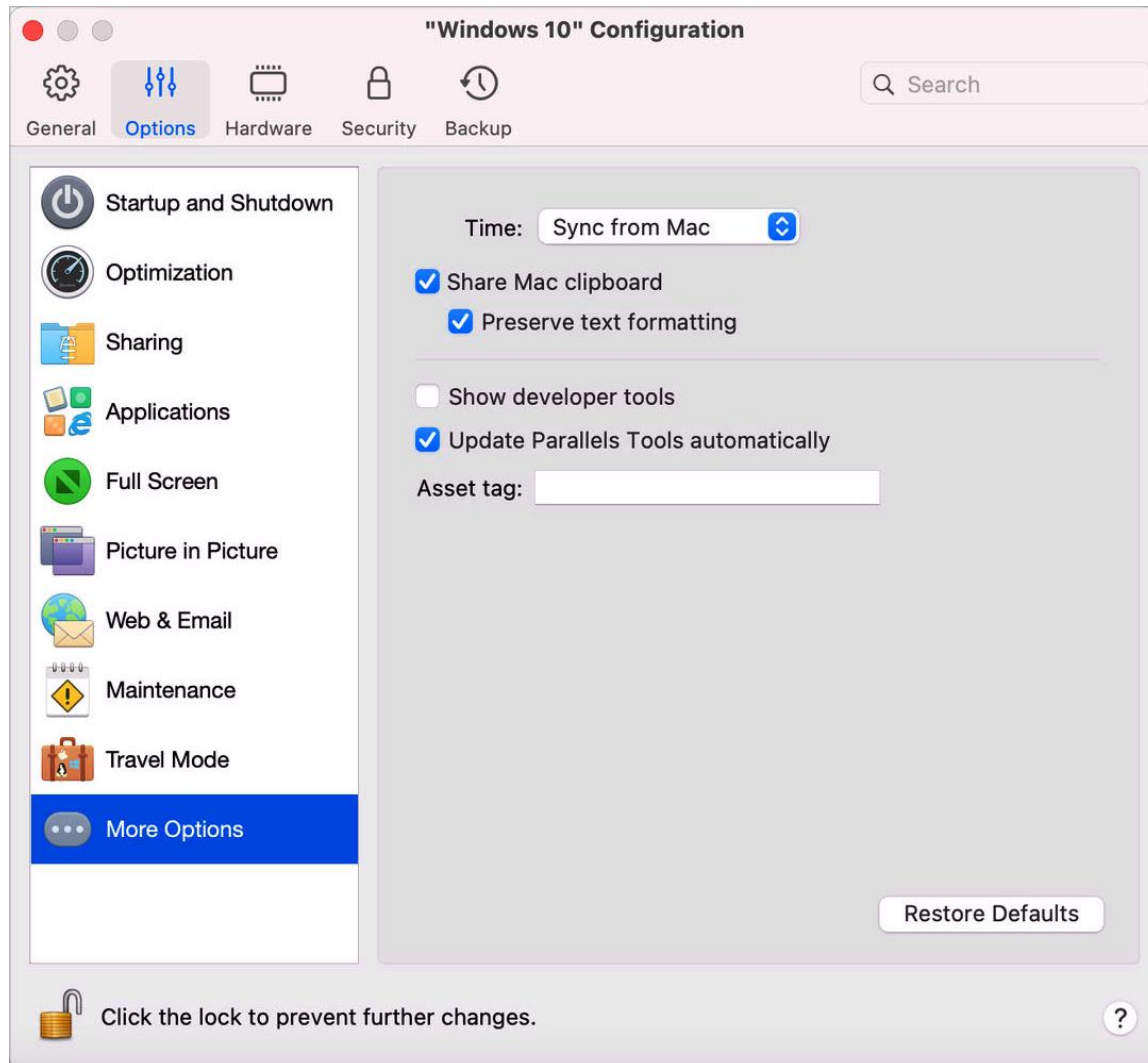 "Windows 10" Configuration
General Options Hardware Security Backup
Search
Startup and Shutdown
Optimization
Sharing
Applications
Full Screen
Picture in Picture
Web & Email
Maintenance
Travel Mode
More Options
Time: Sync from Mac
Share Mac clipboard
Preserve text formatting
Show developer tools
Update Parallels Tools automatically
Asset tag:
Restore Defaults
Click the lock to prevent further changes.
?